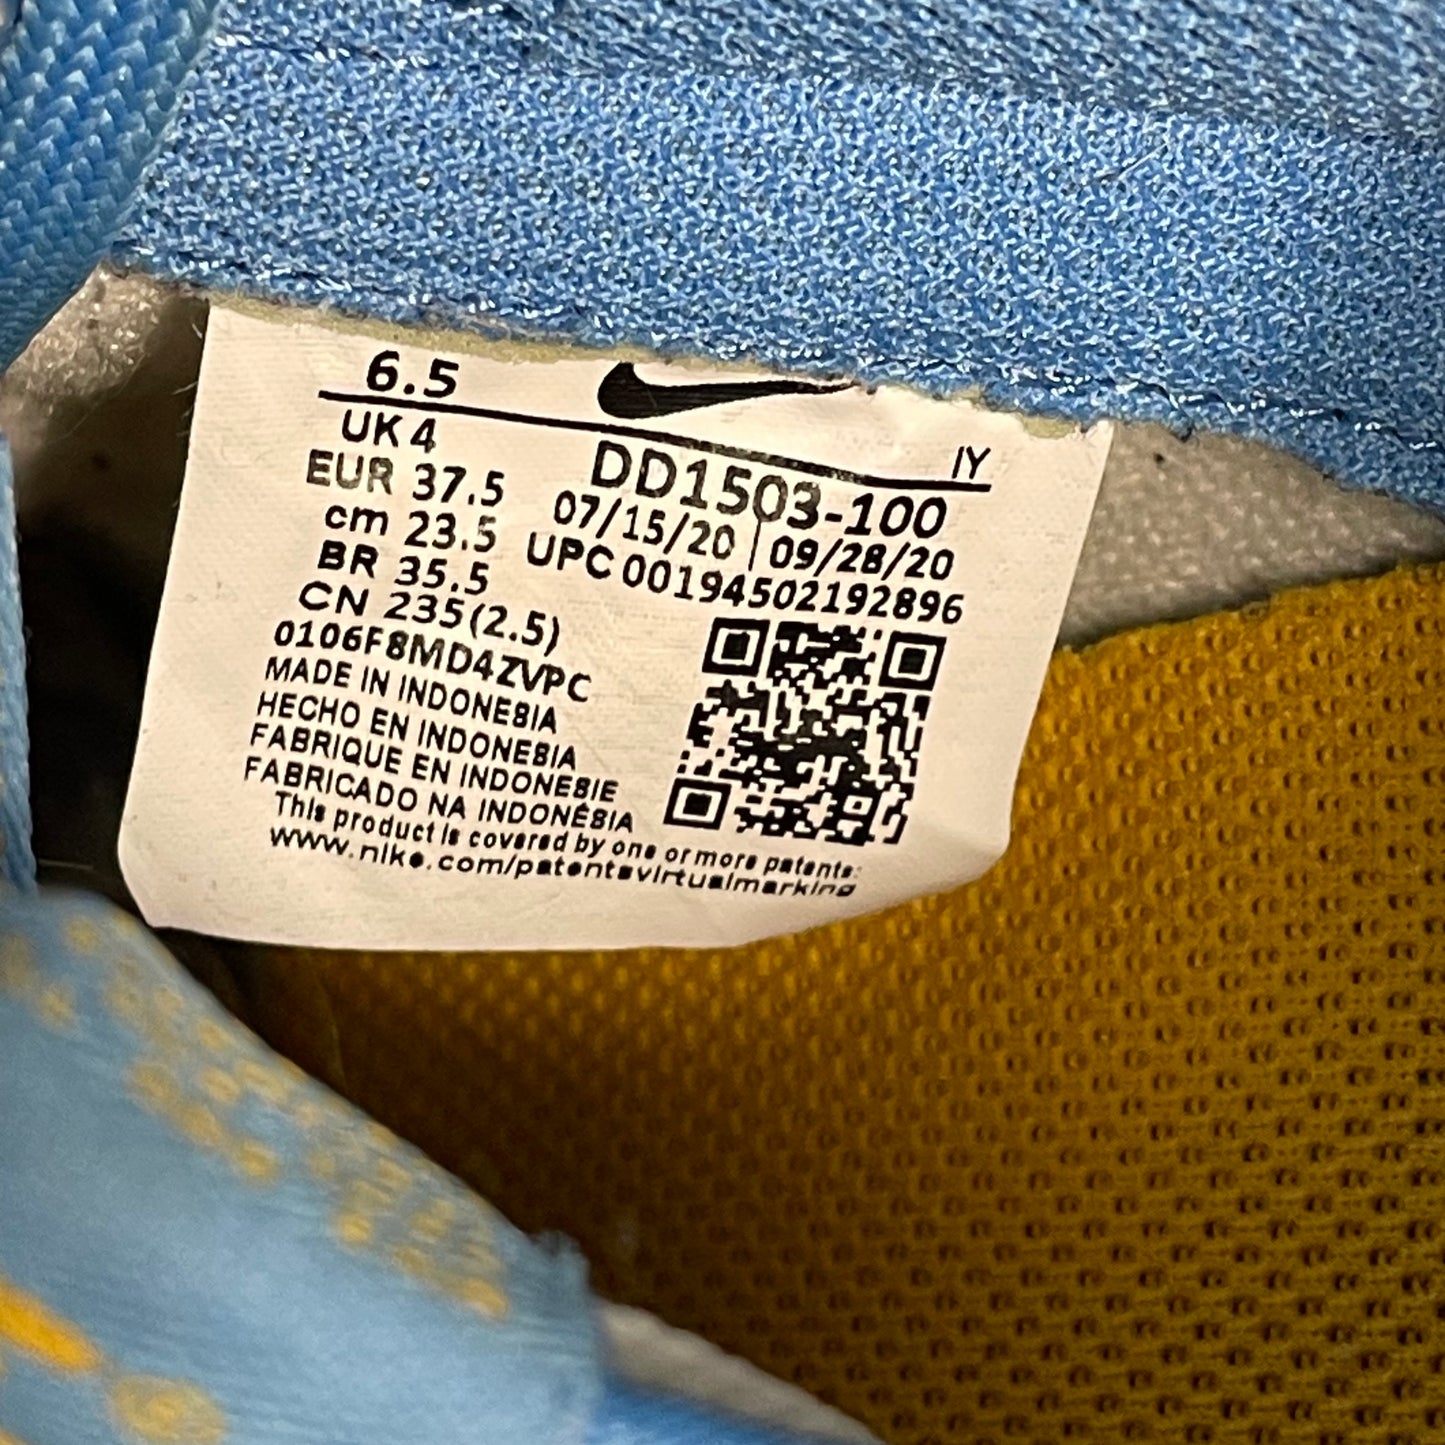 6.5
IY
UK 4
EUR 37.5
cm 23.5
BR 35.5
CN 235(2.5)
DD1503-100
07/15/20 | 09/28/20
UPC 00194502192896
0106F8MD4ZVPC
MADE IN INDONESIA
HECHO EN INDONESIA
FABRIQUE EN INDONESIE
FABRICADO NA INDONÉSIA
This product is covered by one or more patents:
www.nike.com/patentsvirtualmarking